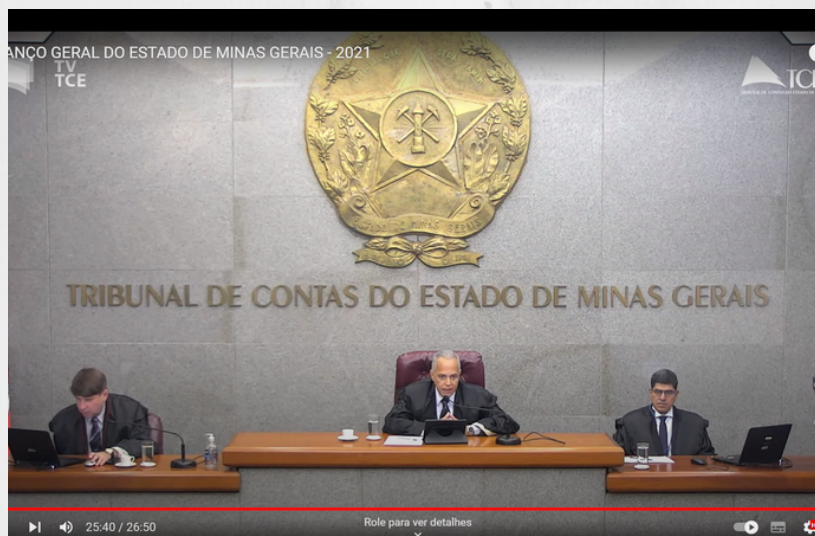 ANÇO GERAL DO ESTADO DE MINAS GERAIS - 2021
TV
TCE
TCE
TRIBUNAL DE CONTAS DO ESTADO DE MINAS GERAIS
25:40 / 26:50
Role para ver detalhes